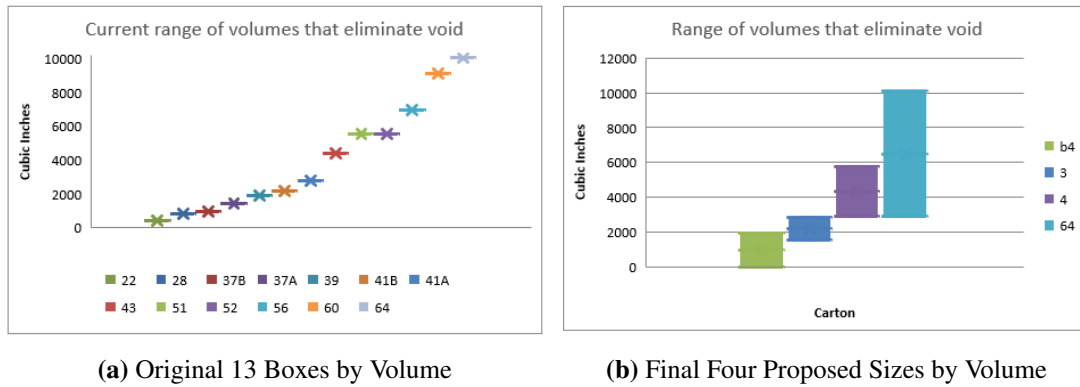 Current range of volumes that eliminate void
10000
8000
6000
4000
2000
0
Cubic Inches
22 28 37B 37A 39 41B 41A
43 51 52 56 60 64
(a) Original 13 Boxes by Volume
Range of volumes that eliminate void
12000
10000
8000
6000
4000
2000
0
Cubic Inches
Carton
b4
3
4
64
(b) Final Four Proposed Sizes by Volume